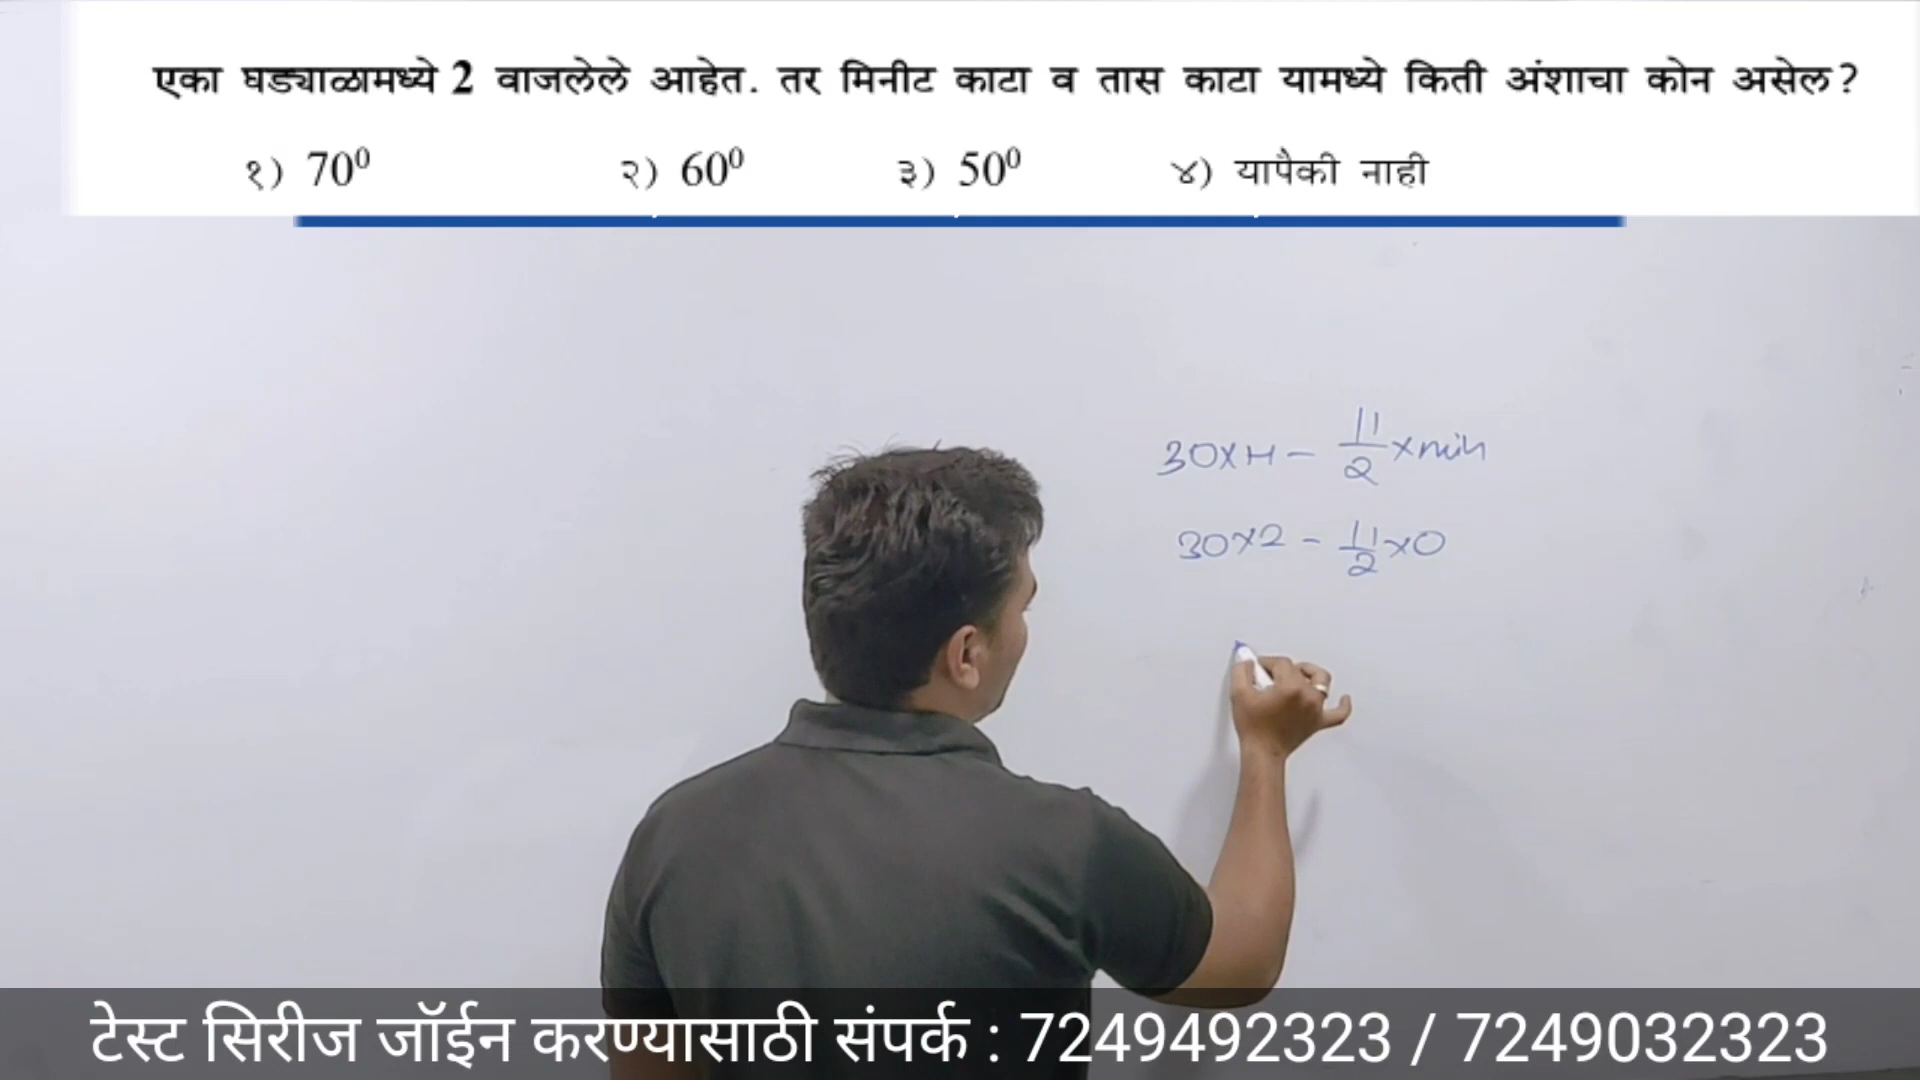 एका घड्याळामध्ये 2 वाजलेले आहेत. तर मिनीट काटा व तास काटा यामध्ये किती अंशाचा कोन असेल?
१) 70⁰ २) 60⁰ ३) 50⁰ ४) यापैकी नाही
30×H - 11/2 ×min
30×2 - 11/2 ×0
टेस्ट सिरीज जॉईन करण्यासाठी संपर्क : 7249492323 / 7249032323